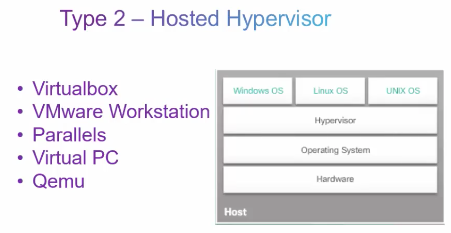 Type 2 – Hosted Hypervisor
• Virtualbox
• VMware Workstation
• Parallels
• Virtual PC
• Qemu
Windows OS Linux OS UNIX OS
Hypervisor
Operating System
Hardware
Host